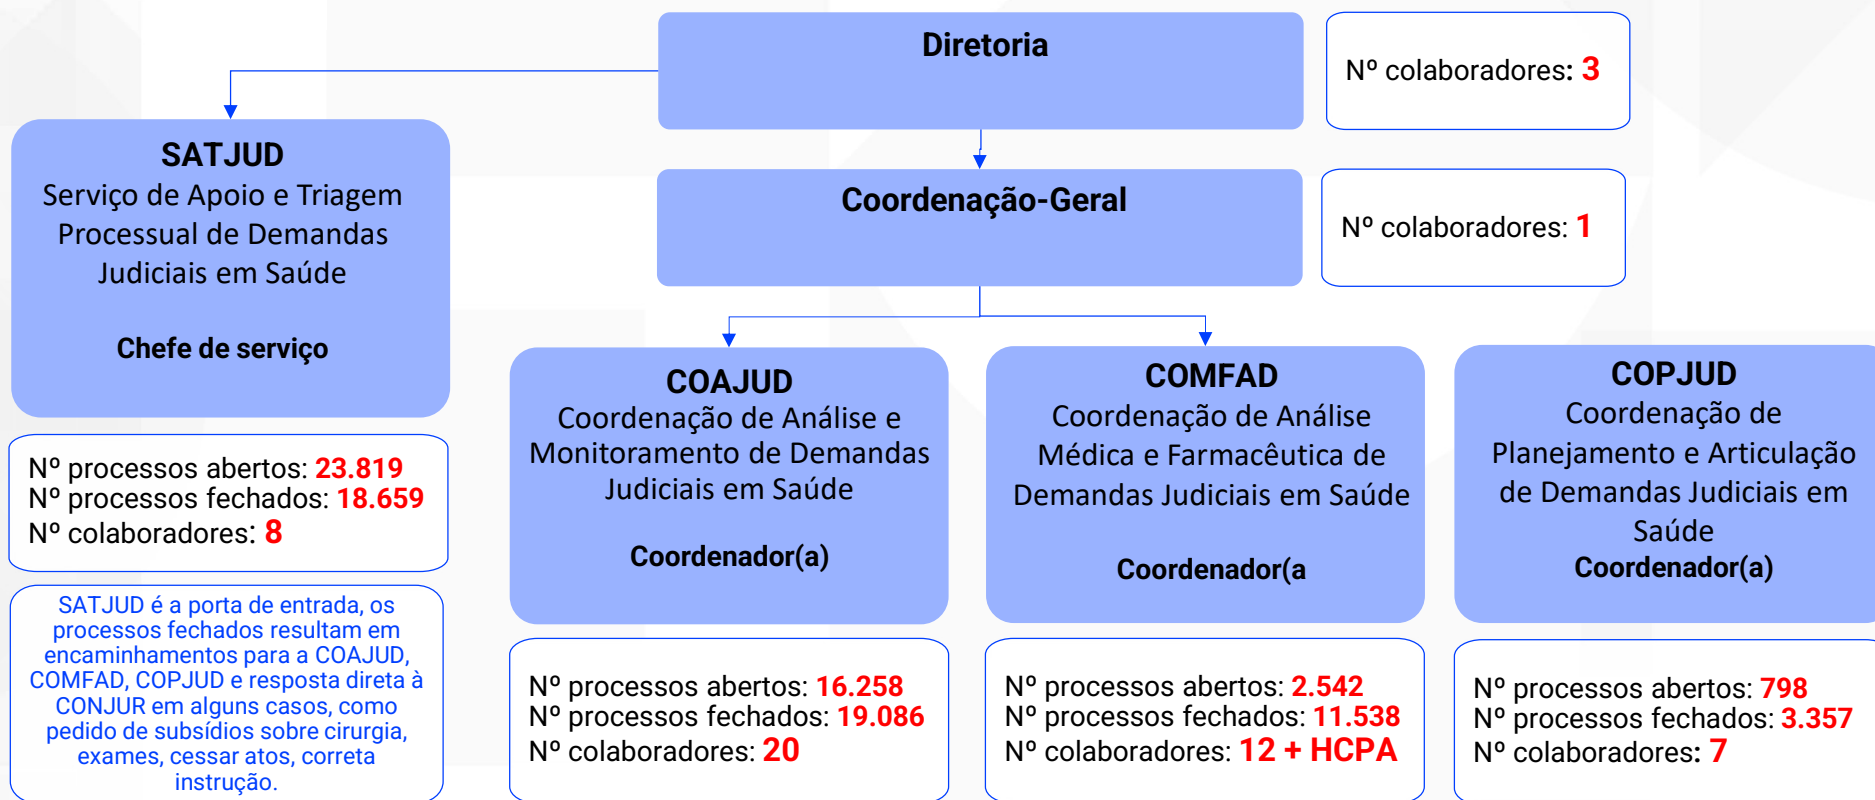 Diretoria
Nº colaboradores: 3
SATJUD
Serviço de Apoio e Triagem
Processual de Demandas
Judiciais em Saúde
Chefe de serviço
Coordenação-Geral
Nº colaboradores: 1
Nº processos abertos: 23.819
Nº processos fechados: 18.659
Nº colaboradores: 8
SATJUD é a porta de entrada, os
processos fechados resultam em
encaminhamentos para a COAJUD,
COMFAD, COPJUD e resposta direta à
CONJUR em alguns casos, como
pedido de subsídios sobre cirurgia,
exames, cessar atos, correta
instrução.
COAJUD
Coordenação de Análise e
Monitoramento de Demandas
Judiciais em Saúde
Coordenador(a)
Nº processos abertos: 16.258
Nº processos fechados: 19.086
Nº colaboradores: 20
COMFAD
Coordenação de Análise
Médica e Farmacêutica de
Demandas Judiciais em Saúde
Coordenador(a
Nº processos abertos: 2.542
Nº processos fechados: 11.538
Nº colaboradores: 12 + HCPA
COPJUD
Coordenação de
Planejamento e Articulação
de Demandas Judiciais em
Saúde
Coordenador(a)
Nº processos abertos: 798
Nº processos fechados: 3.357
Nº colaboradores: 7